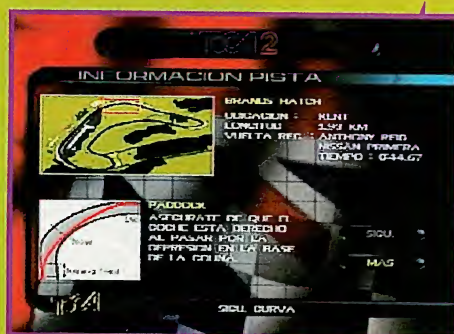 TOCA 2
INFORMACION PISTA
BRANDS HATCH
UBICACION : KENT
LONGITUD : 1.93 KM
VUELTA REC : ANTHONY REID
NISSAN PRIMERA
TIEMPO : 0:44.67
PADDOCK
ASEGURATE DE QUE EL
COCHE ESTA DERECHO
AL PASAR POR LA
DEPRESION EN LA BASE
DE LA COLINA.
SIGU.
MAS
SIGU. CURVA